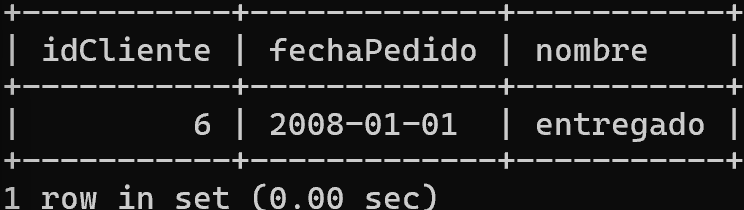 +-----------+-------------+-----------+
| idCliente | fechaPedido | nombre    |
+-----------+-------------+-----------+
|         6 | 2008-01-01  | entregado |
+-----------+-------------+-----------+
1 row in set (0.00 sec)